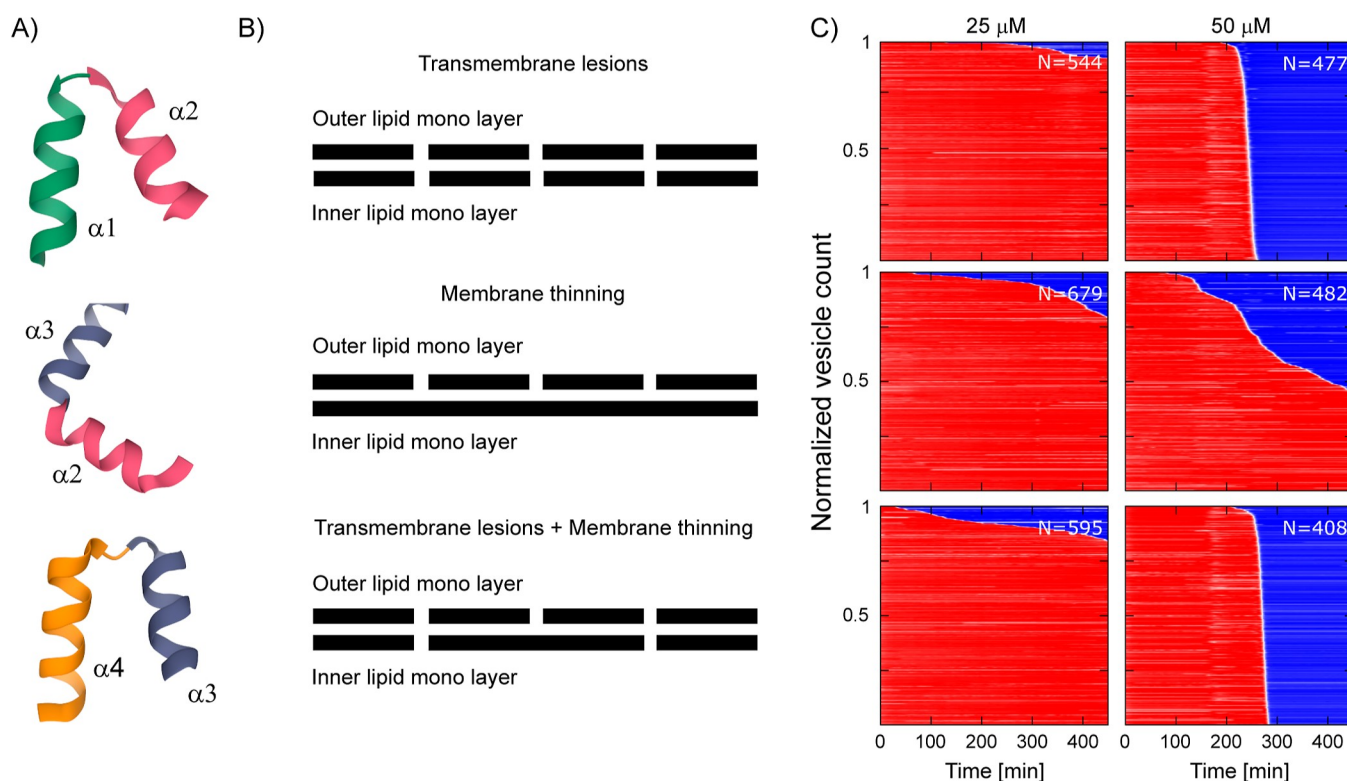 A)
α1
α2
α3
α2
α4
α3
B)
Transmembrane lesions
Outer lipid mono layer
Inner lipid mono layer
Membrane thinning
Outer lipid mono layer
Inner lipid mono layer
Transmembrane lesions + Membrane thinning
Outer lipid mono layer
Inner lipid mono layer
C)
25 μM
50 μM
Normalized vesicle count
1
0.5
N=544
N=477
1
0.5
N=679
N=482
1
0.5
N=595
N=408
0 100 200 300 400
0 100 200 300 400
Time [min]
Time [min]